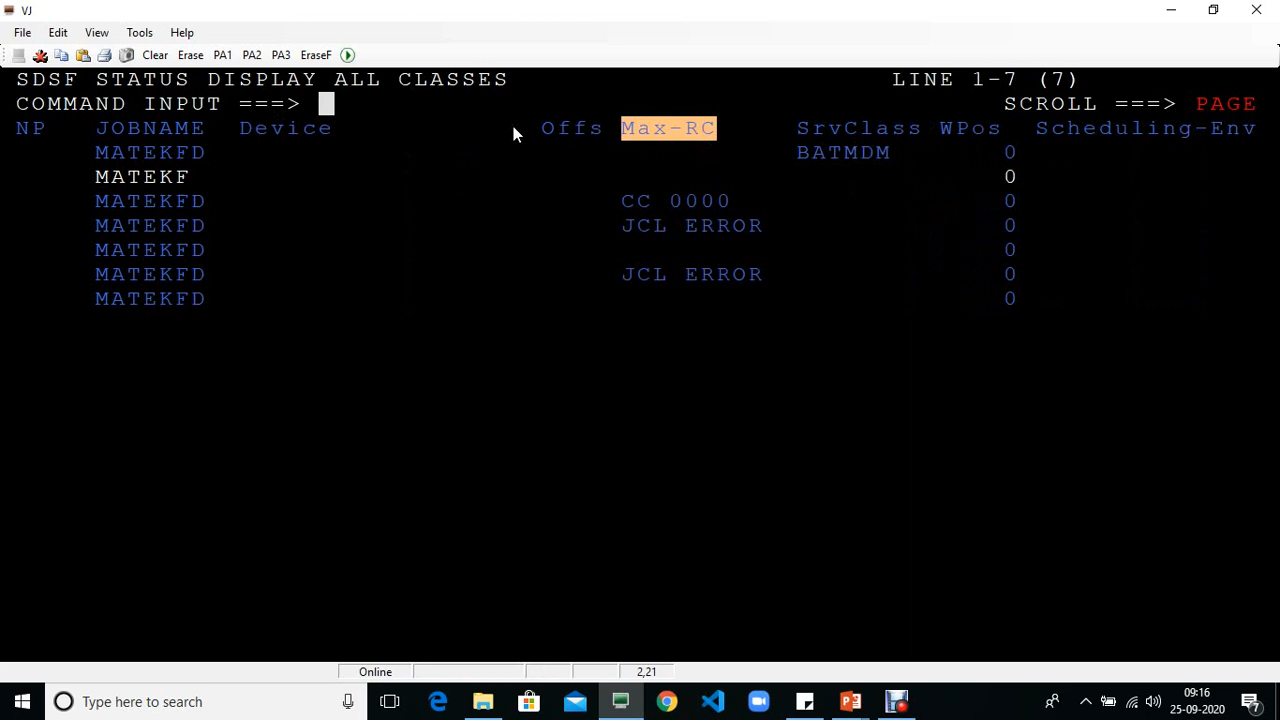 VJ
File Edit View Tools Help
Clear Erase PA1 PA2 PA3 EraseF
SDSF STATUS DISPLAY ALL CLASSES LINE 1-7 (7)
COMMAND INPUT ===> SCROLL ===> PAGE
NP JOBNAME Device Offs Max-RC SrvClass WPos Scheduling-Env
MATEKFD BATMDM 0
MATEKF 0
MATEKFD CC 0000 0
MATEKFD JCL ERROR 0
MATEKFD 0
MATEKFD JCL ERROR 0
MATEKFD 0
Online 2,21
Type here to search 09:16
25-09-2020 7